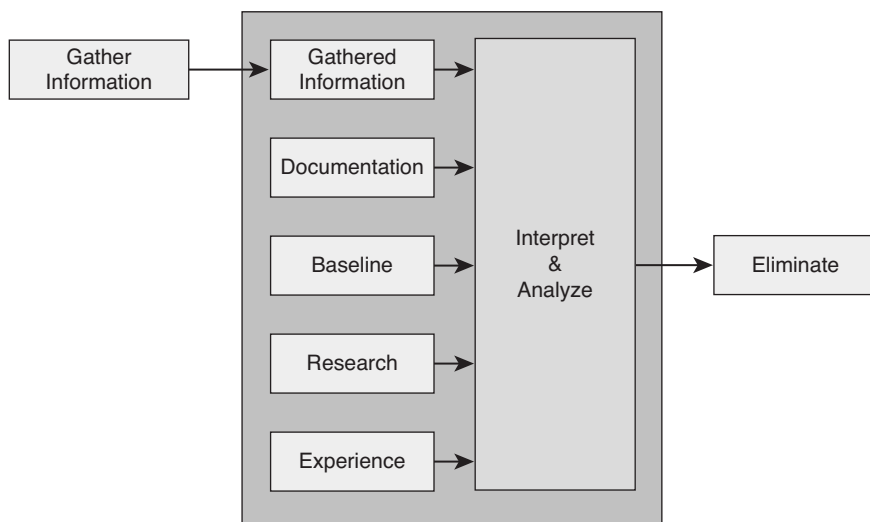 Gather
Information
Gathered
Information
Documentation
Baseline
Research
Experience
Interpret
&
Analyze
Eliminate